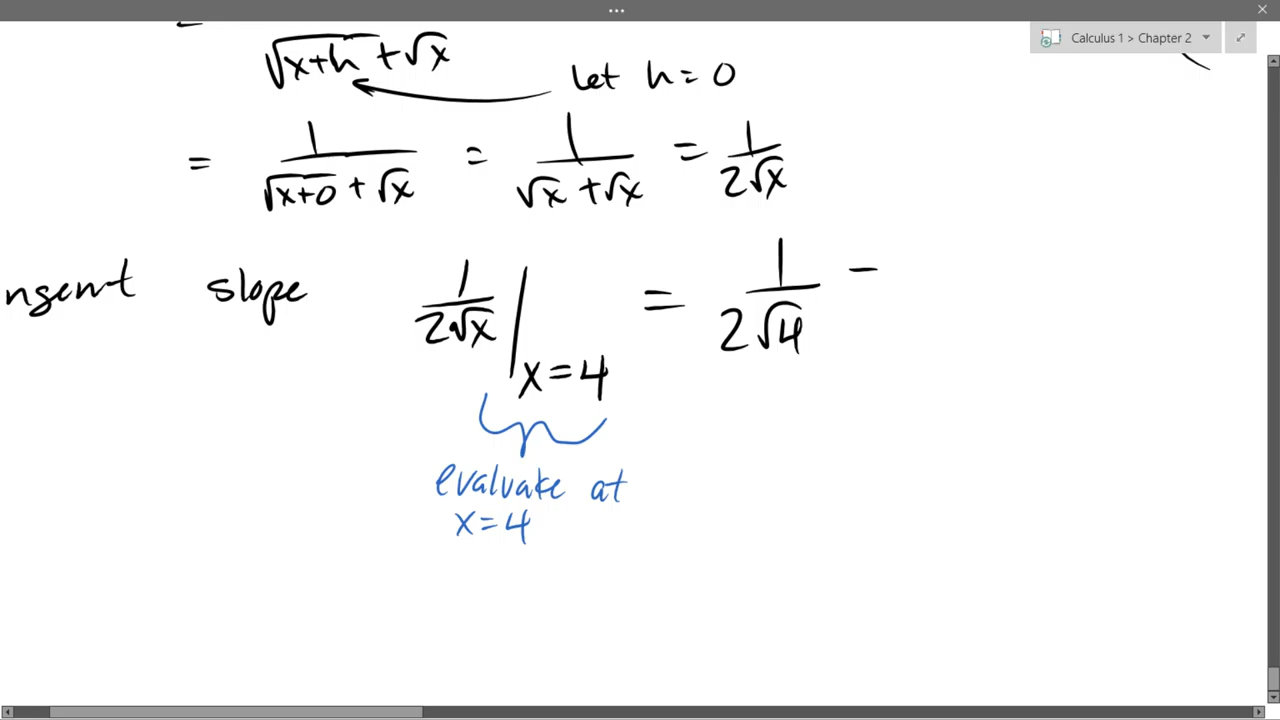 Calculus 1 > Chapter 2
√x+h + √x
let h = 0
= 1/(√x+0 + √x) = 1/(√x + √x) = 1/(2√x)
ngent slope 1/(2√x) | x=4 = 1/(2√4) –
evaluate at
x=4